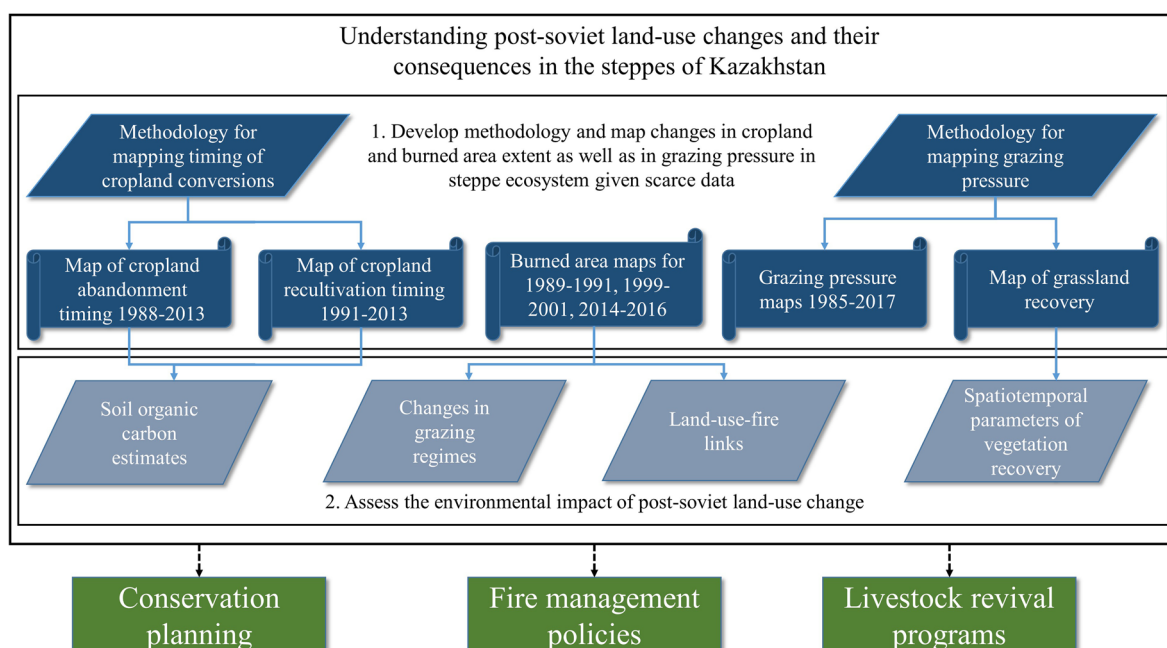 Understanding post-soviet land-use changes and their
consequences in the steppes of Kazakhstan
Methodology for
mapping timing of
cropland conversions
1. Develop methodology and map changes in cropland
and burned area extent as well as in grazing pressure in
steppe ecosystem given scarce data
Methodology for
mapping grazing
pressure
Map of cropland
abandonment
timing 1988-2013
Map of cropland
recultivation timing
1991-2013
Burned area maps for
1989-1991, 1999-
2001, 2014-2016
Grazing pressure
maps 1985-2017
Map of grassland
recovery
Soil organic
carbon
estimates
Changes in
grazing
regimes
Land-use-fire
links
Spatiotemporal
parameters of
vegetation
recovery
2. Assess the environmental impact of post-soviet land-use change
Conservation
planning
Fire management
policies
Livestock revival
programs